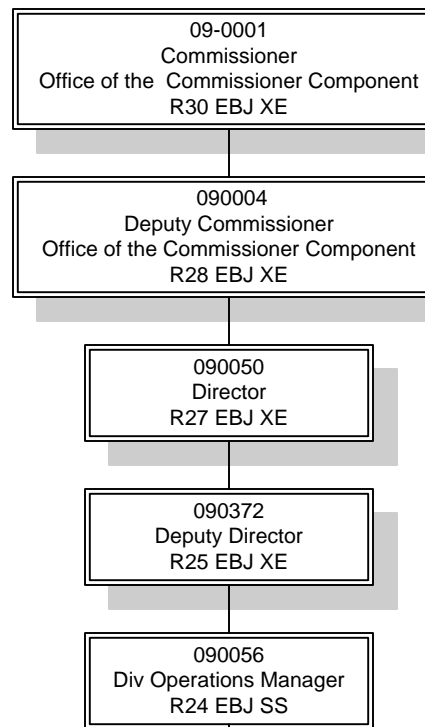 09-0001
Commissioner
Office of the Commissioner Component
R30 EBJ XE
090004
Deputy Commissioner
Office of the Commissioner Component
R28 EBJ XE
090050
Director
R27 EBJ XE
090372
Deputy Director
R25 EBJ XE
090056
Div Operations Manager
R24 EBJ SS